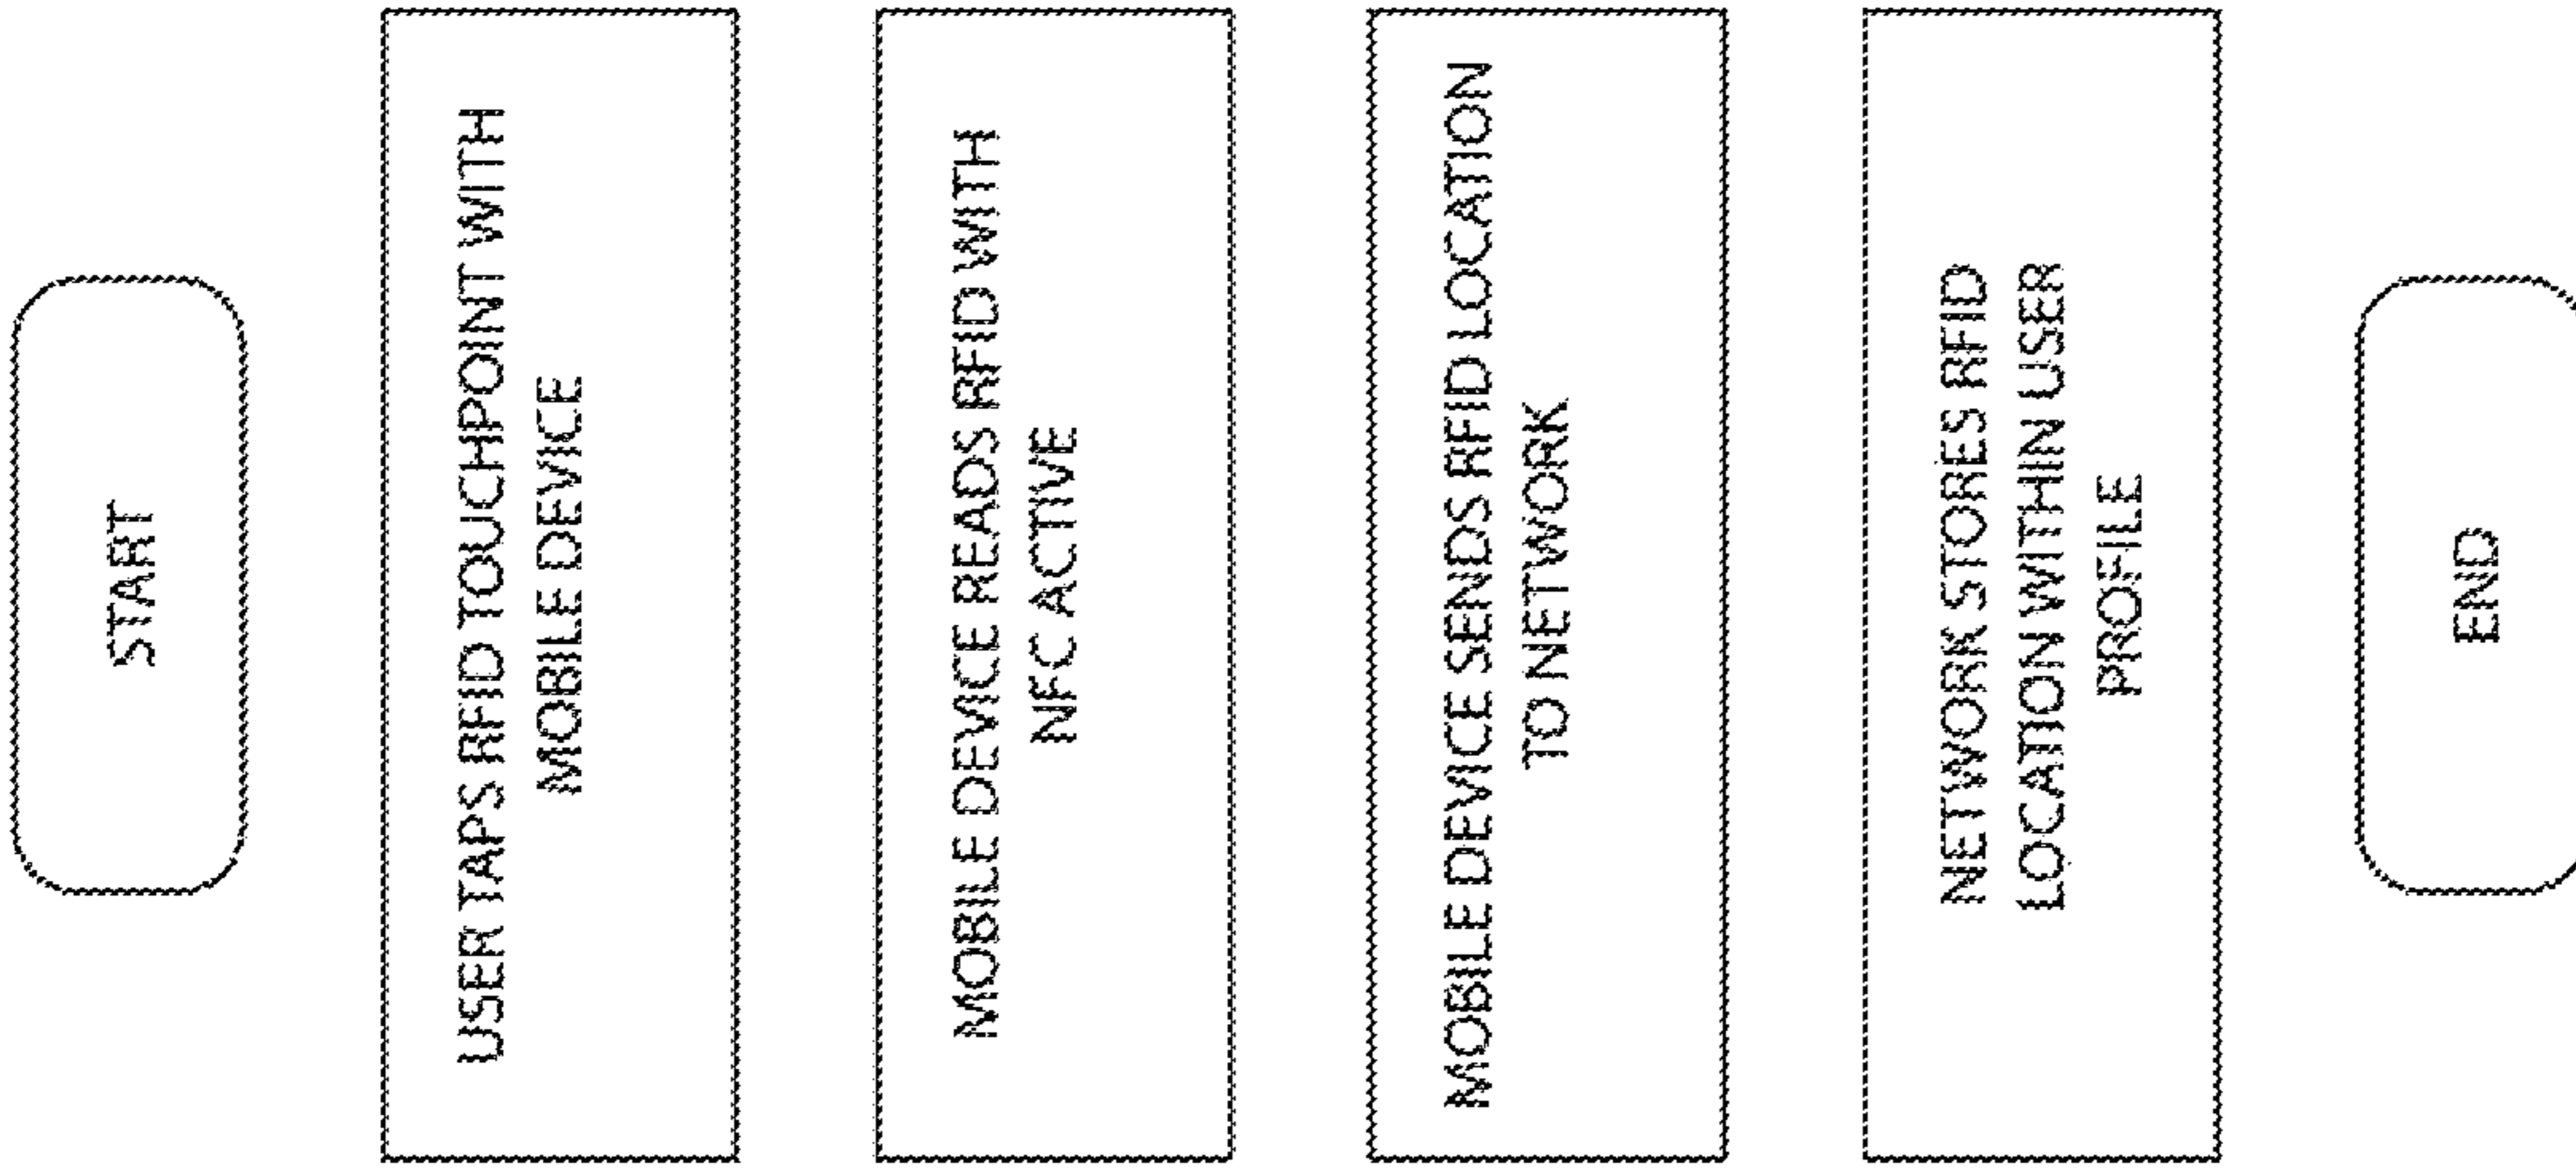 START
USER TAPS RFID TOUCHPOINT WITH
MOBILE DEVICE
MOBILE DEVICE READS RFID WITH
NFC ACTIVE
MOBILE DEVICE SENDS RFID LOCATION
TO NETWORK
NETWORK STORES RFID
LOCATION WITHIN USER
PROFILE
END